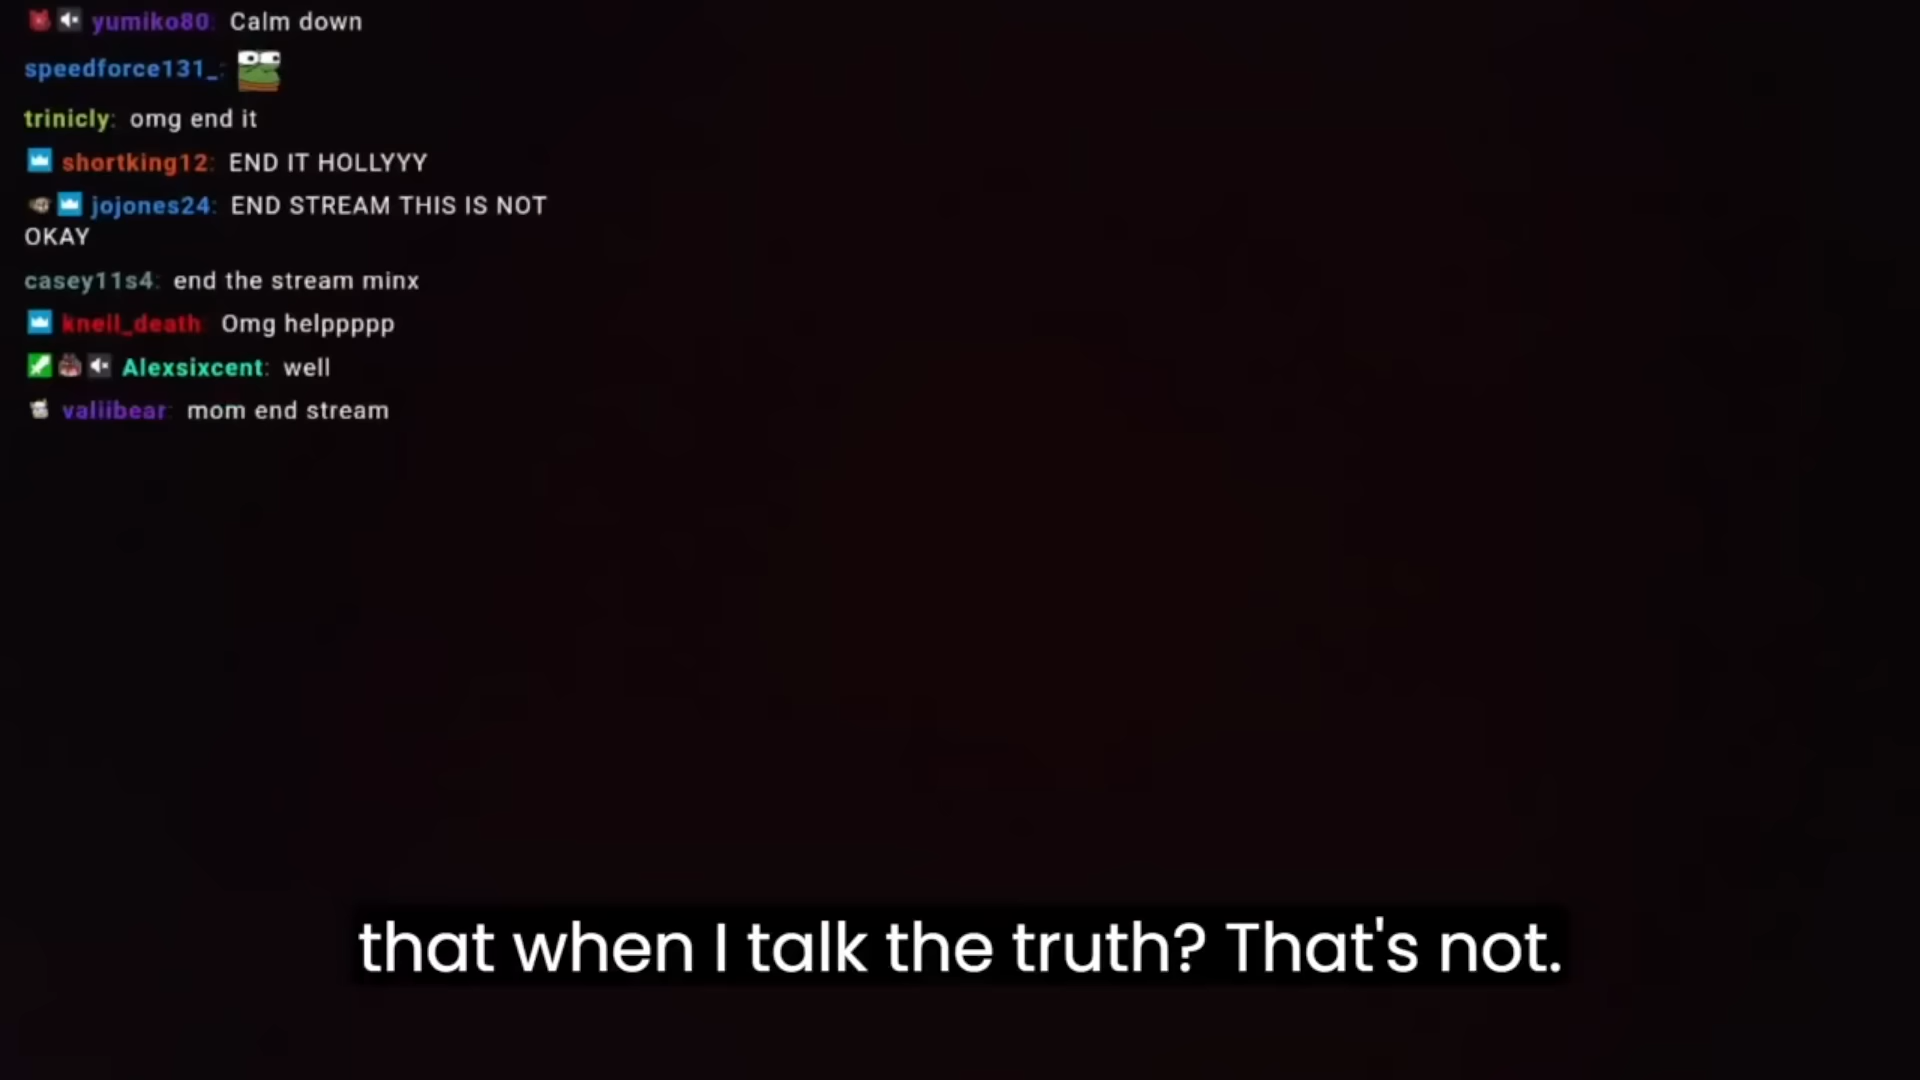 yumiko80: Calm down
speedforce131_:
trinicly: omg end it
shortking12: END IT HOLLYYY
jojones24: END STREAM THIS IS NOT
OKAY
casey11s4: end the stream minx
knell_death: Omg helppppp
Alexsixcent: well
valiibear: mom end stream
that when I talk the truth? That's not.